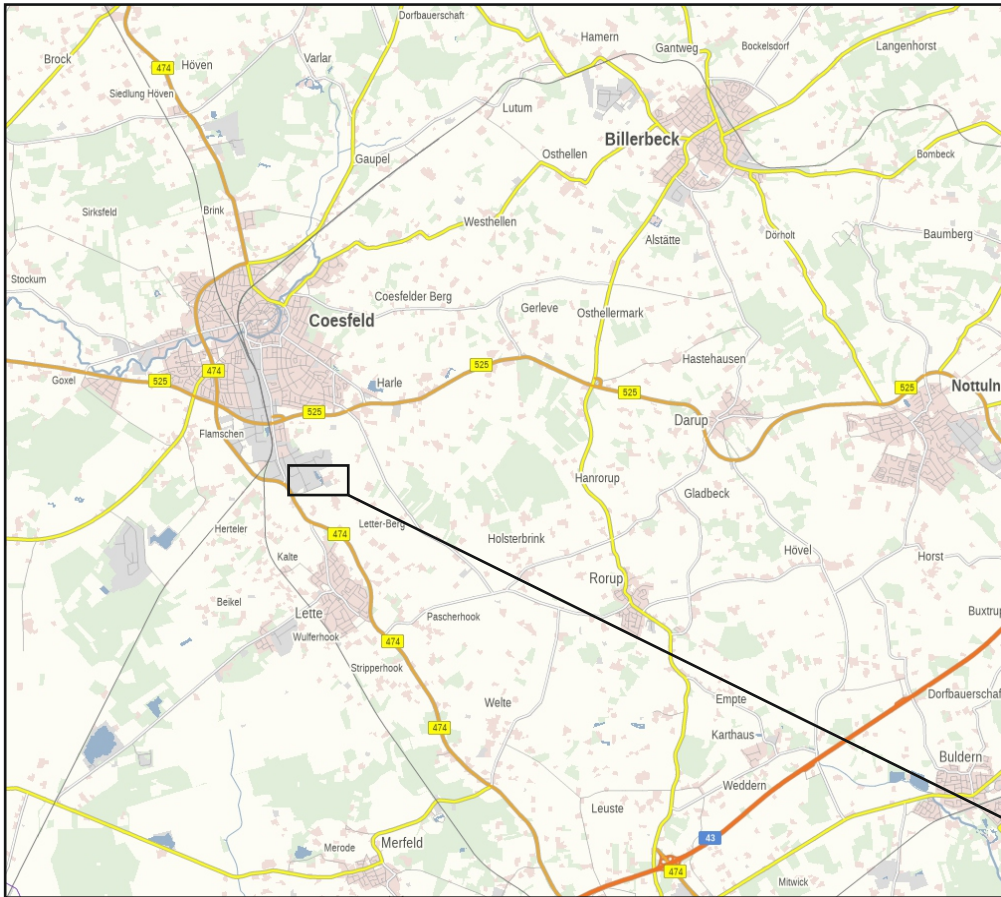 Dorfbauerschaft
Hamern
Gantweg
Bockelsdorf
Langenhorst
Brock
474
Höven
Varlar
Siedlung Höven
Lutum
Billerbeck
Gaupel
Osthellen
Bombeck
Sirksfeld
Brink
Westhellen
Alstätte
Dörholt
Baumberg
Stockum
Coesfelder Berg
Gerleve
Osthellermark
Coesfeld
Hastehausen
Goxel
525
474
Harle
525
525
525
525
Nottuln
Darup
Flamschen
Hanrorup
Gladbeck
Herteler
Letter-Berg
474
Holsterbrink
Hövel
Horst
Kalte
Rorup
Beikel
Lette
Pascherhook
Buxtrup
Wulferhook
474
Stripperhook
Welte
Empte
Dorfbauerschaf
474
Karthaus
Buldern
Weddern
Leuste
43
Merode
Merfeld
474
Mitwick